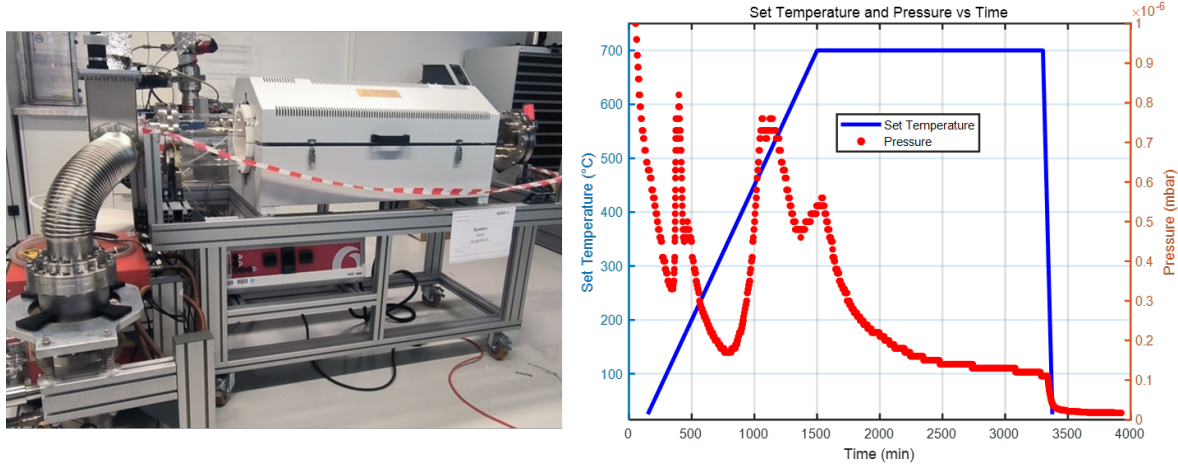 Set Temperature and Pressure vs Time
×10⁻⁶
Set Temperature (°C)
700
600
500
400
300
200
100
Set Temperature
Pressure
1
0.9
0.8
0.7
0.6
0.5
0.4
0.3
0.2
0.1
0
Pressure (mbar)
0 500 1000 1500 2000 2500 3000 3500 4000
Time (min)